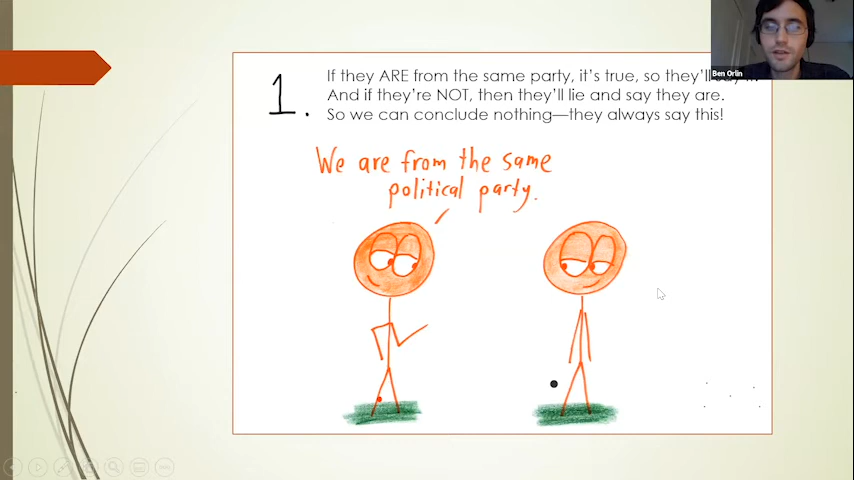 Ben Orlin
1. If they ARE from the same party, it's true, so they'll
And if they're NOT, then they'll lie and say they are.
So we can conclude nothing—they always say this!
We are from the same
political party.